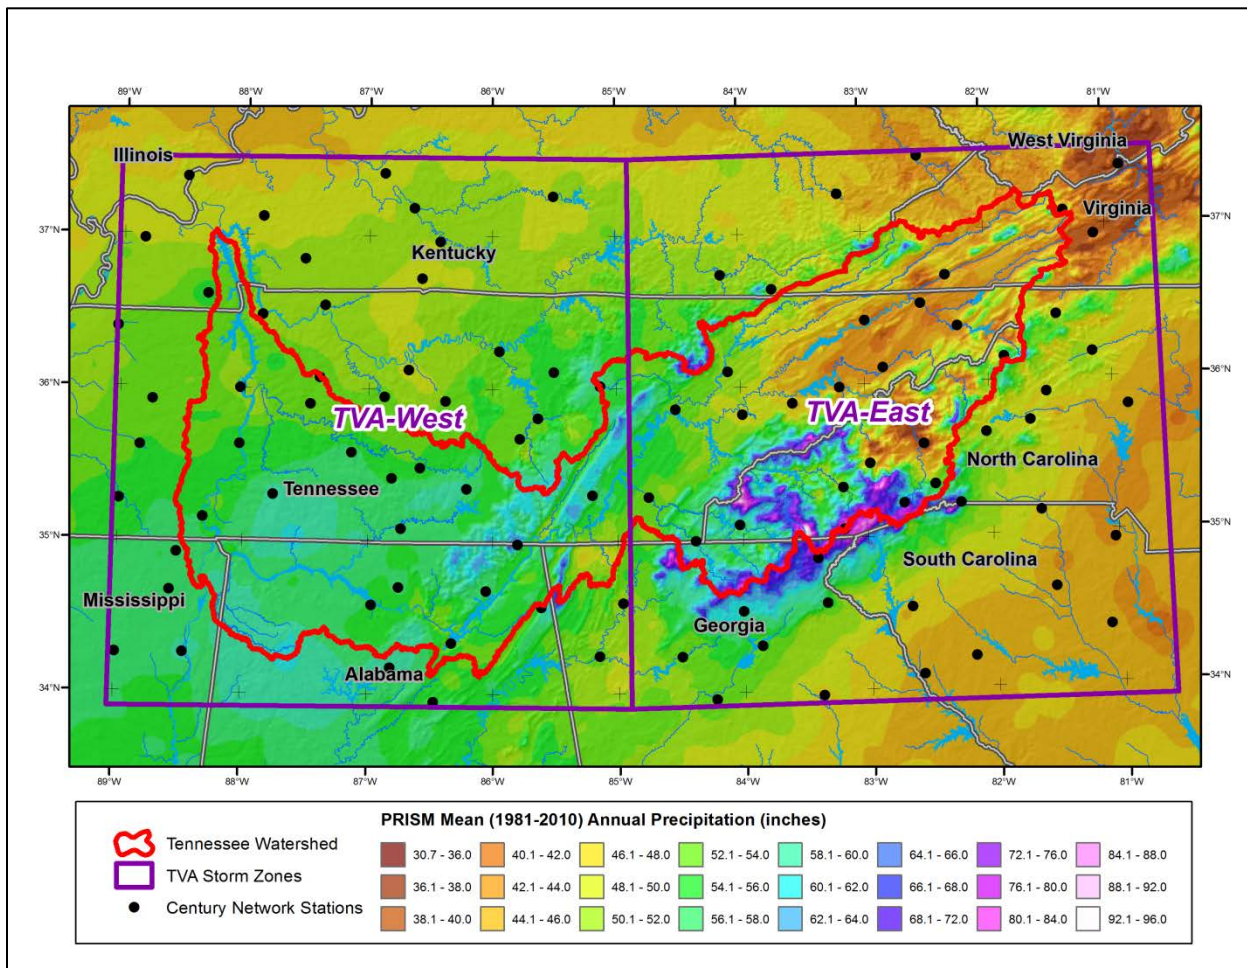 89°W 88°W 87°W 86°W 85°W 84°W 83°W 82°W 81°W
Illinois
West Virginia
Virginia
37°N
37°N
Kentucky
36°N
36°N
TVA-West
TVA-East
North Carolina
Tennessee
35°N
35°N
South Carolina
Mississippi
Georgia
Alabama
34°N
34°N
89°W 88°W 87°W 86°W 85°W 84°W 83°W 82°W 81°W
PRISM Mean (1981-2010) Annual Precipitation (inches)
Tennessee Watershed
TVA Storm Zones
Century Network Stations
30.7 - 36.0 40.1 - 42.0 46.1 - 48.0 52.1 - 54.0 58.1 - 60.0 64.1 - 66.0 72.1 - 76.0 84.1 - 88.0
36.1 - 38.0 42.1 - 44.0 48.1 - 50.0 54.1 - 56.0 60.1 - 62.0 66.1 - 68.0 76.1 - 80.0 88.1 - 92.0
38.1 - 40.0 44.1 - 46.0 50.1 - 52.0 56.1 - 58.0 62.1 - 64.0 68.1 - 72.0 80.1 - 84.0 92.1 - 96.0